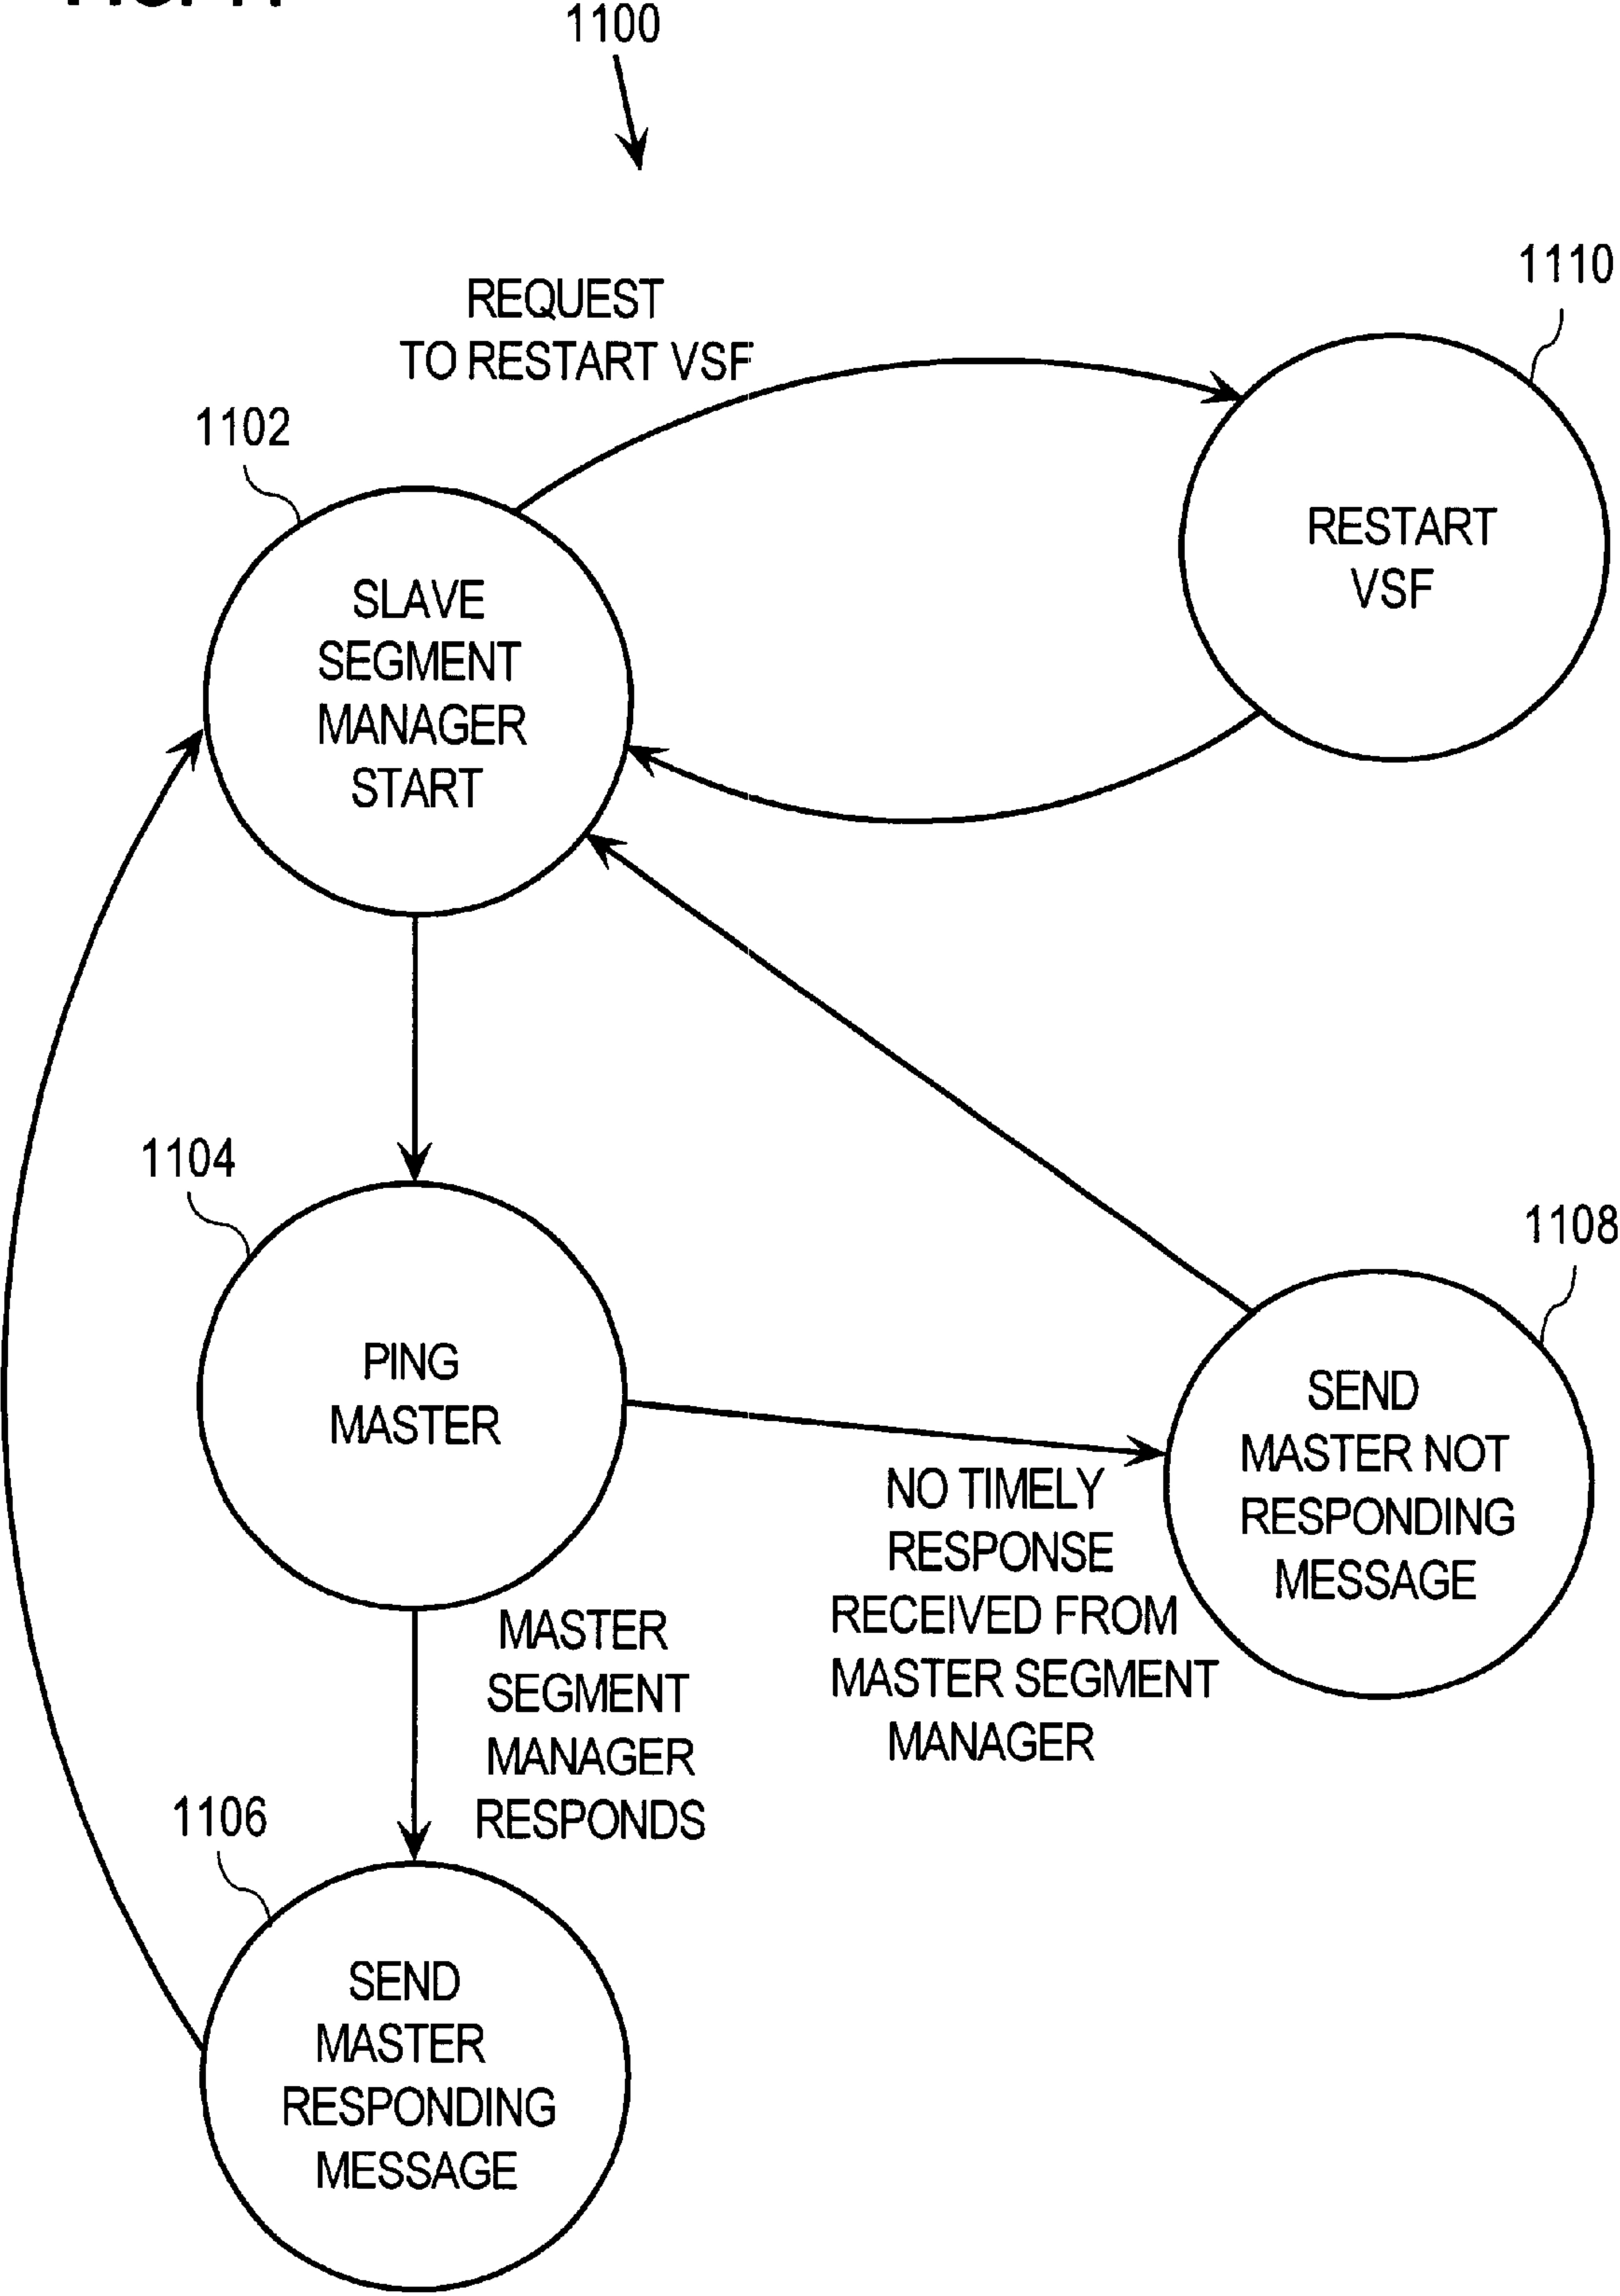 1100
1110
REQUEST
TO RESTART VSF
1102
RESTART
VSF
SLAVE
SEGMENT
MANAGER
START
1104
1108
PING
MASTER
SEND
MASTER NOT
RESPONDING
MESSAGE
NO TIMELY
RESPONSE
RECEIVED FROM
MASTER SEGMENT
MANAGER
MASTER
SEGMENT
MANAGER
RESPONDS
1106
SEND
MASTER
RESPONDING
MESSAGE